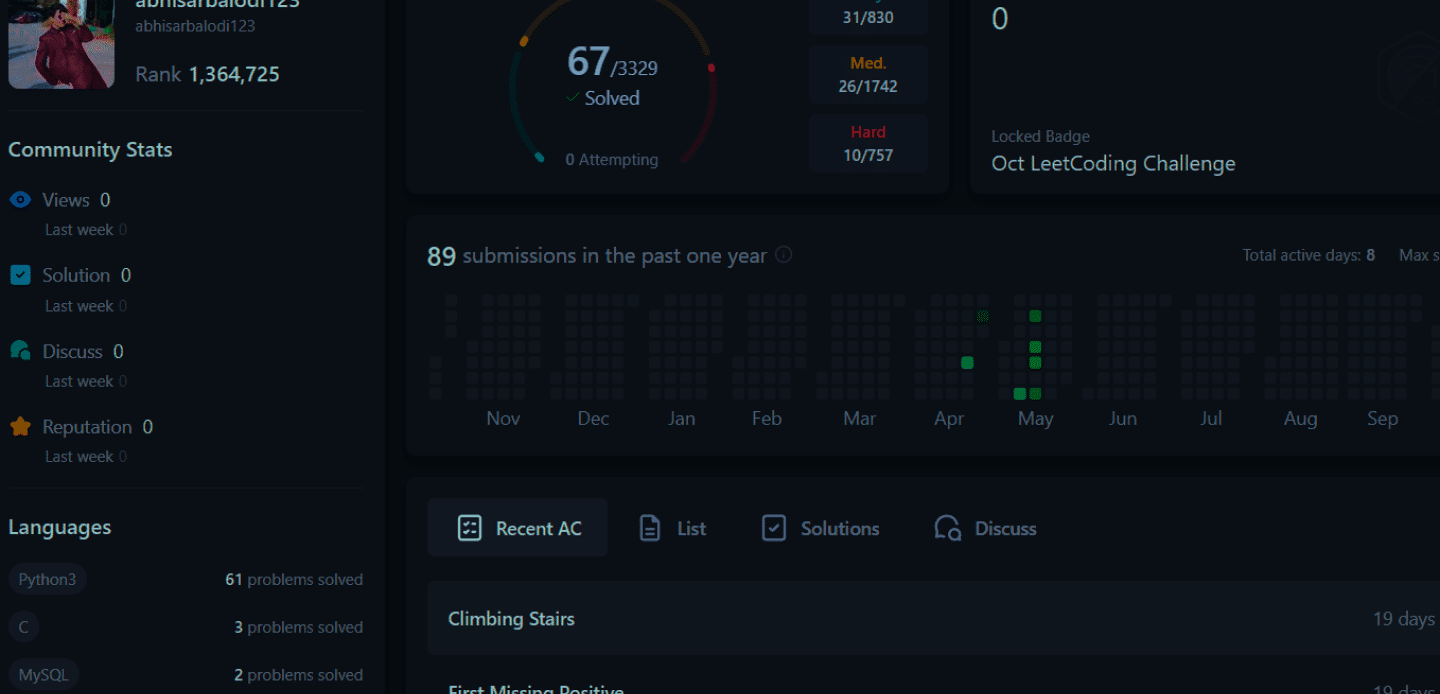 abhisarbalodi123
abhisarbalodi123
Rank 1,364,725
Community Stats
Views 0
Last week 0
Solution 0
Last week 0
Discuss 0
Last week 0
Reputation 0
Last week 0
Languages
Python3 61 problems solved
C 3 problems solved
MySQL 2 problems solved
67/3329
Solved
0 Attempting
31/830
Med.
26/1742
Hard
10/757
0
Locked Badge
Oct LeetCoding Challenge
89 submissions in the past one year
Total active days: 8 Max s
Nov Dec Jan Feb Mar Apr May Jun Jul Aug Sep
Recent AC List Solutions Discuss
Climbing Stairs 19 days
First Missing Positive 19 days